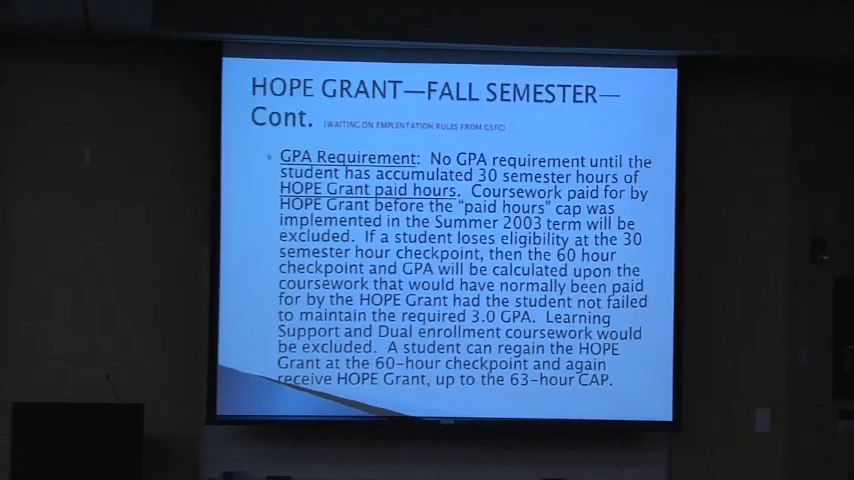 HOPE GRANT—FALL SEMESTER—
Cont. (WAITING ON EMPLENTATION RULES FROM GSFC)
GPA Requirement: No GPA requirement until the
student has accumulated 30 semester hours of
HOPE Grant paid hours. Coursework paid for by
HOPE Grant before the “paid hours” cap was
implemented in the Summer 2003 term will be
excluded. If a student loses eligibility at the 30
semester hour checkpoint, then the 60 hour
checkpoint and GPA will be calculated upon the
coursework that would have normally been paid
for by the HOPE Grant had the student not failed
to maintain the required 3.0 GPA. Learning
Support and Dual enrollment coursework would
be excluded. A student can regain the HOPE
Grant at the 60-hour checkpoint and again
receive HOPE Grant, up to the 63-hour CAP.